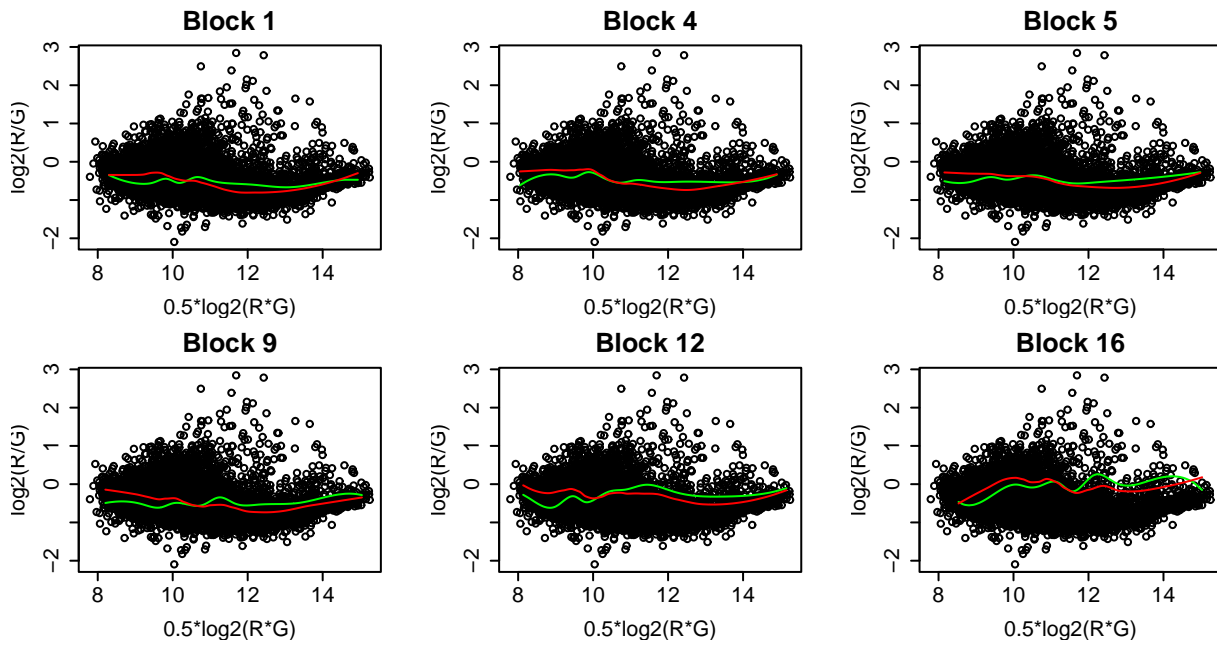 Block 1
Block 4
Block 5
log2(R/G)
3
2
1
0
−2
8 10 12 14
0.5*log2(R*G)
log2(R/G)
3
2
1
0
−2
8 10 12 14
0.5*log2(R*G)
log2(R/G)
3
2
1
0
−2
8 10 12 14
0.5*log2(R*G)
Block 9
Block 12
Block 16
log2(R/G)
3
2
1
0
−2
8 10 12 14
0.5*log2(R*G)
log2(R/G)
3
2
1
0
−2
8 10 12 14
0.5*log2(R*G)
log2(R/G)
3
2
1
0
−2
8 10 12 14
0.5*log2(R*G)